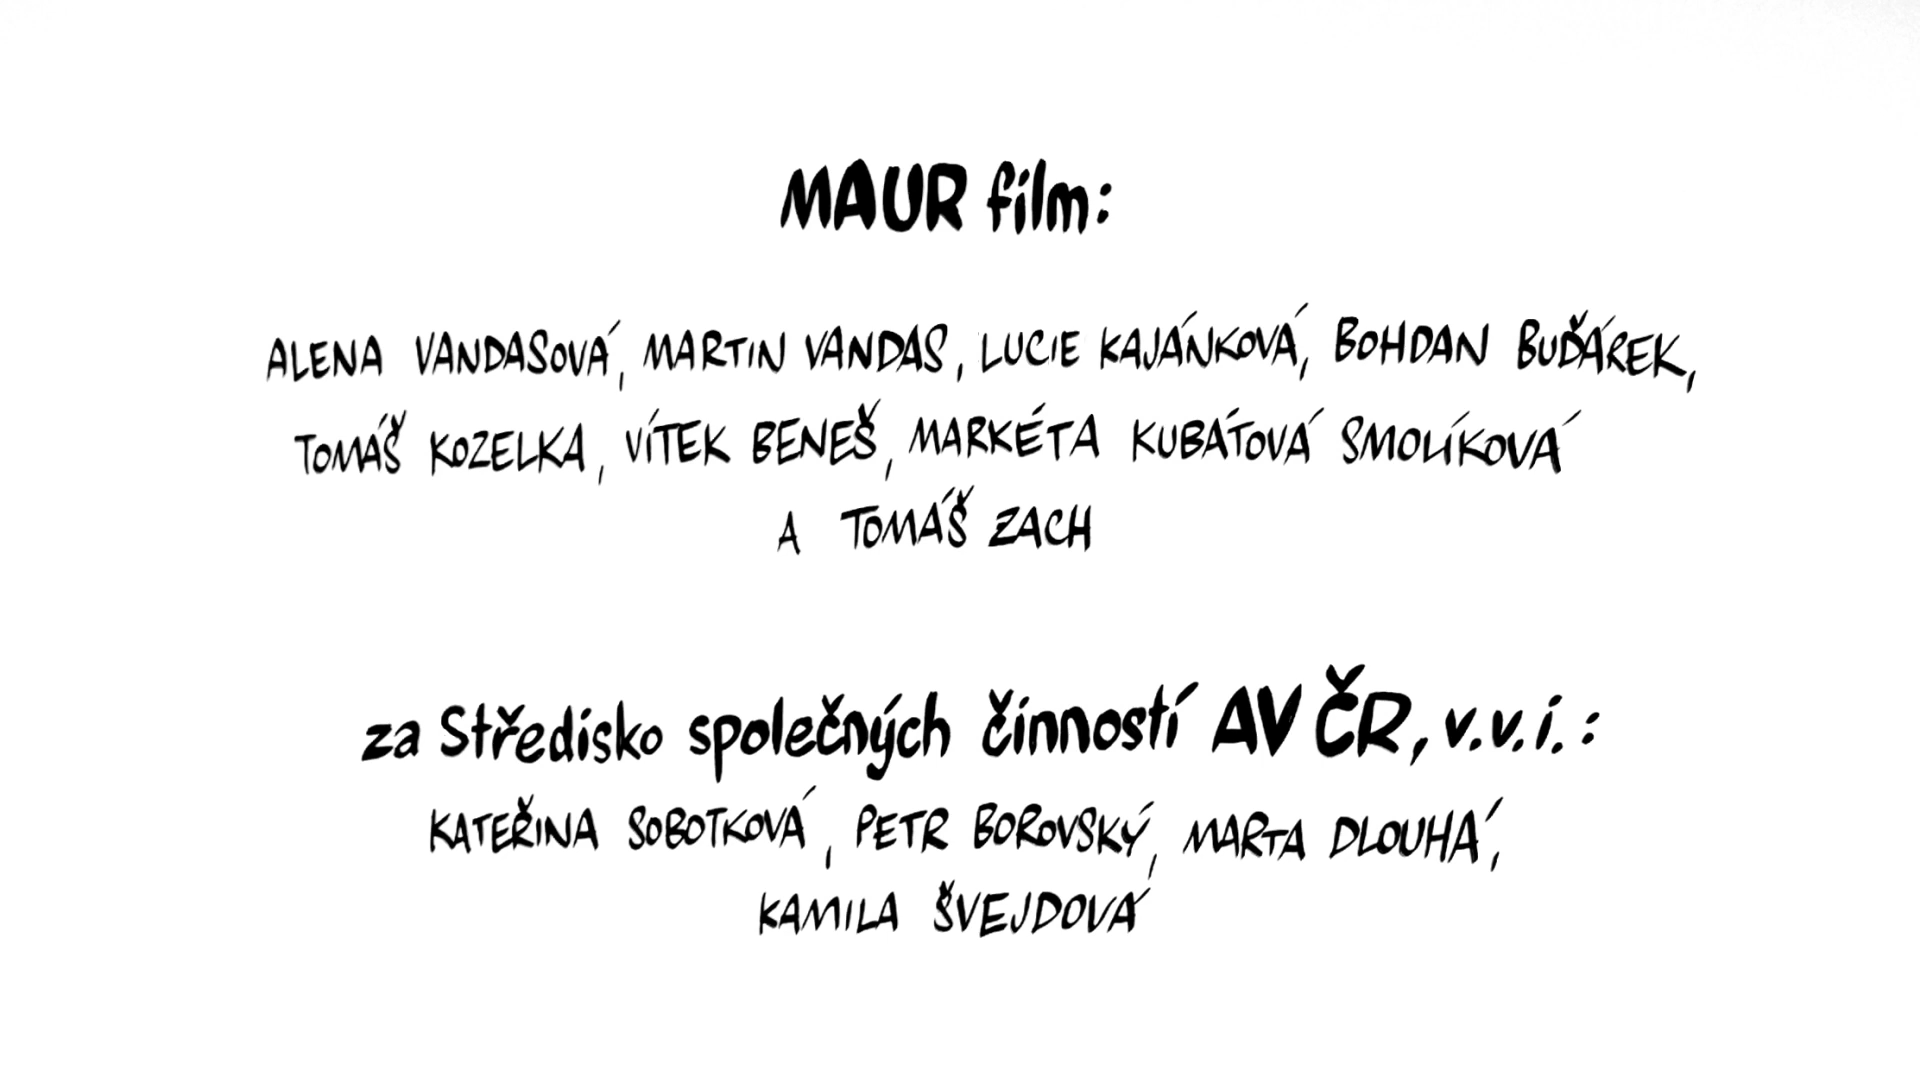 MAUR film:
ALENA VANDASOVÁ, MARTIN VANDAS, LUCIE KAJÁNKOVÁ, BOHDAN BUĎÁREK,
TOMÁŠ KOZELKA, VÍTEK BENEŠ, MARKÉTA KUBÁTOVÁ SMOLÍKOVÁ
A TOMÁŠ ZACH
za Středisko společných činností AV ČR, v.v.i.:
KATEŘINA SOBOTKOVÁ, PETR BOROVSKÝ, MARTA DLOUHÁ,
KAMILA ŠVEJDOVÁ